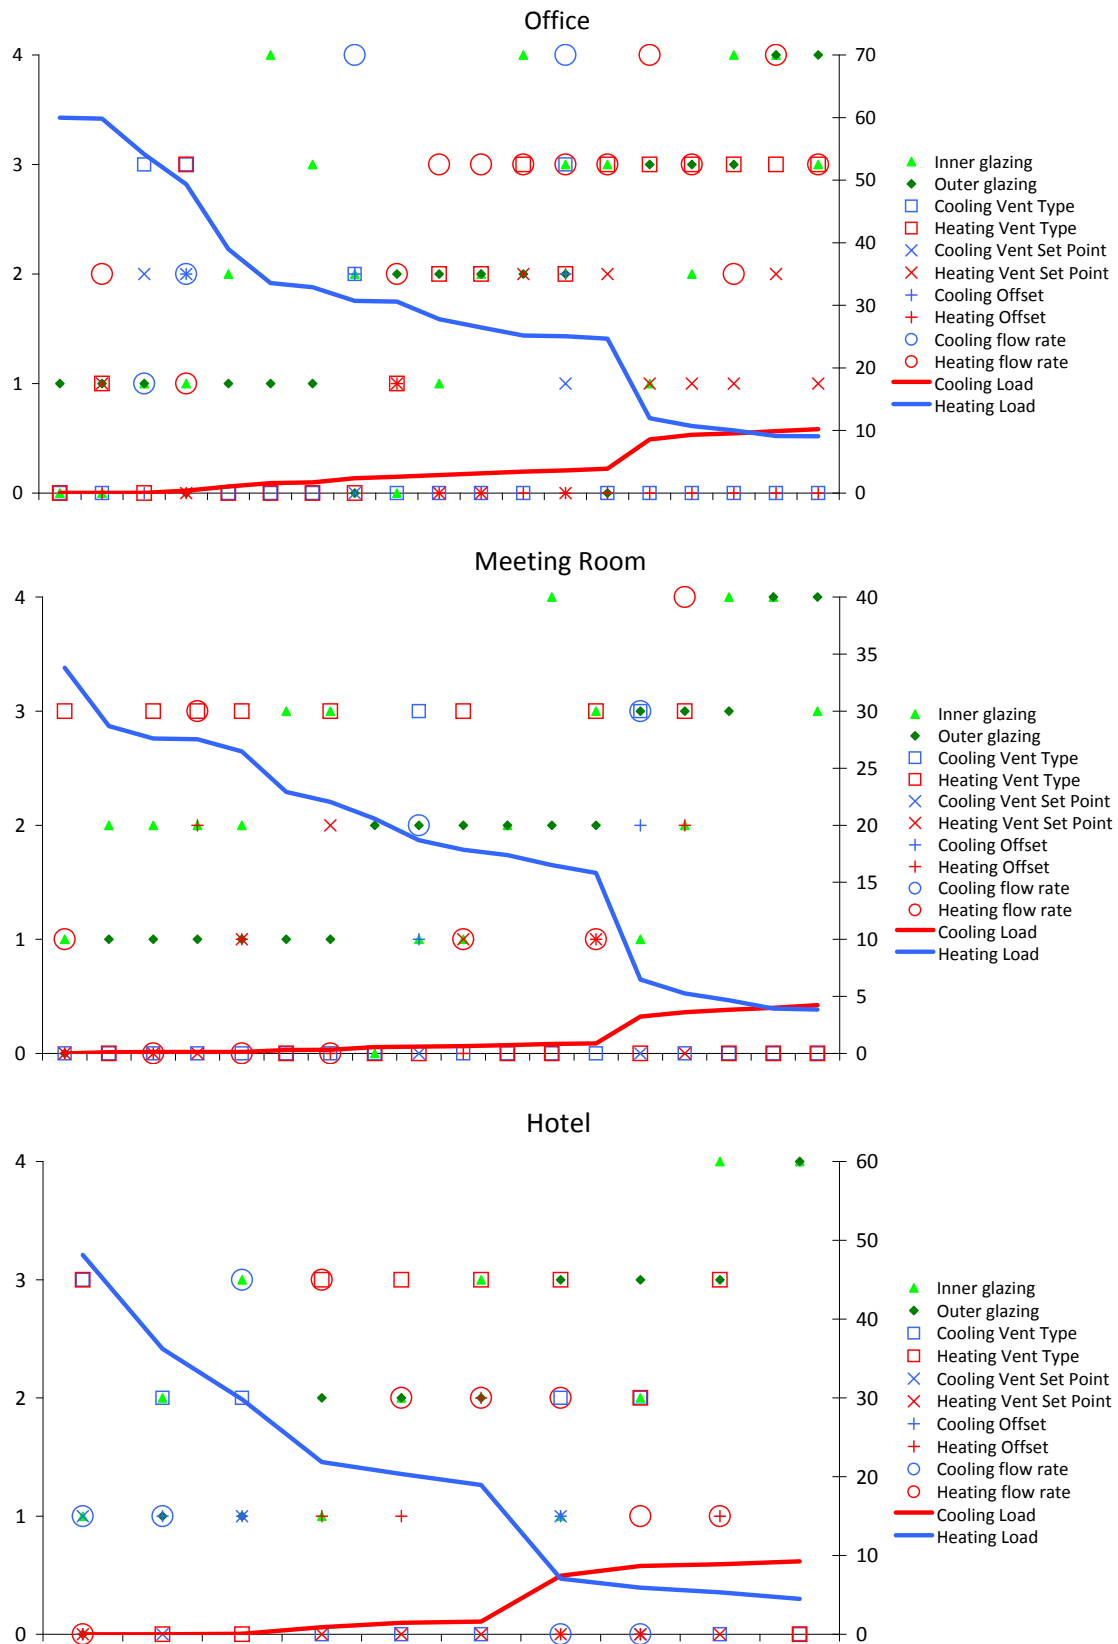 Office
4
3
2
1
0
70
60
50
40
30
20
10
0
Inner glazing
Outer glazing
Cooling Vent Type
Heating Vent Type
Cooling Vent Set Point
Heating Vent Set Point
Cooling Offset
Heating Offset
Cooling flow rate
Heating flow rate
Cooling Load
Heating Load
Meeting Room
4
3
2
1
0
40
35
30
25
20
15
10
5
0
Inner glazing
Outer glazing
Cooling Vent Type
Heating Vent Type
Cooling Vent Set Point
Heating Vent Set Point
Cooling Offset
Heating Offset
Cooling flow rate
Heating flow rate
Cooling Load
Heating Load
Hotel
4
3
2
1
0
60
50
40
30
20
10
0
Inner glazing
Outer glazing
Cooling Vent Type
Heating Vent Type
Cooling Vent Set Point
Heating Vent Set Point
Cooling Offset
Heating Offset
Cooling flow rate
Heating flow rate
Cooling Load
Heating Load